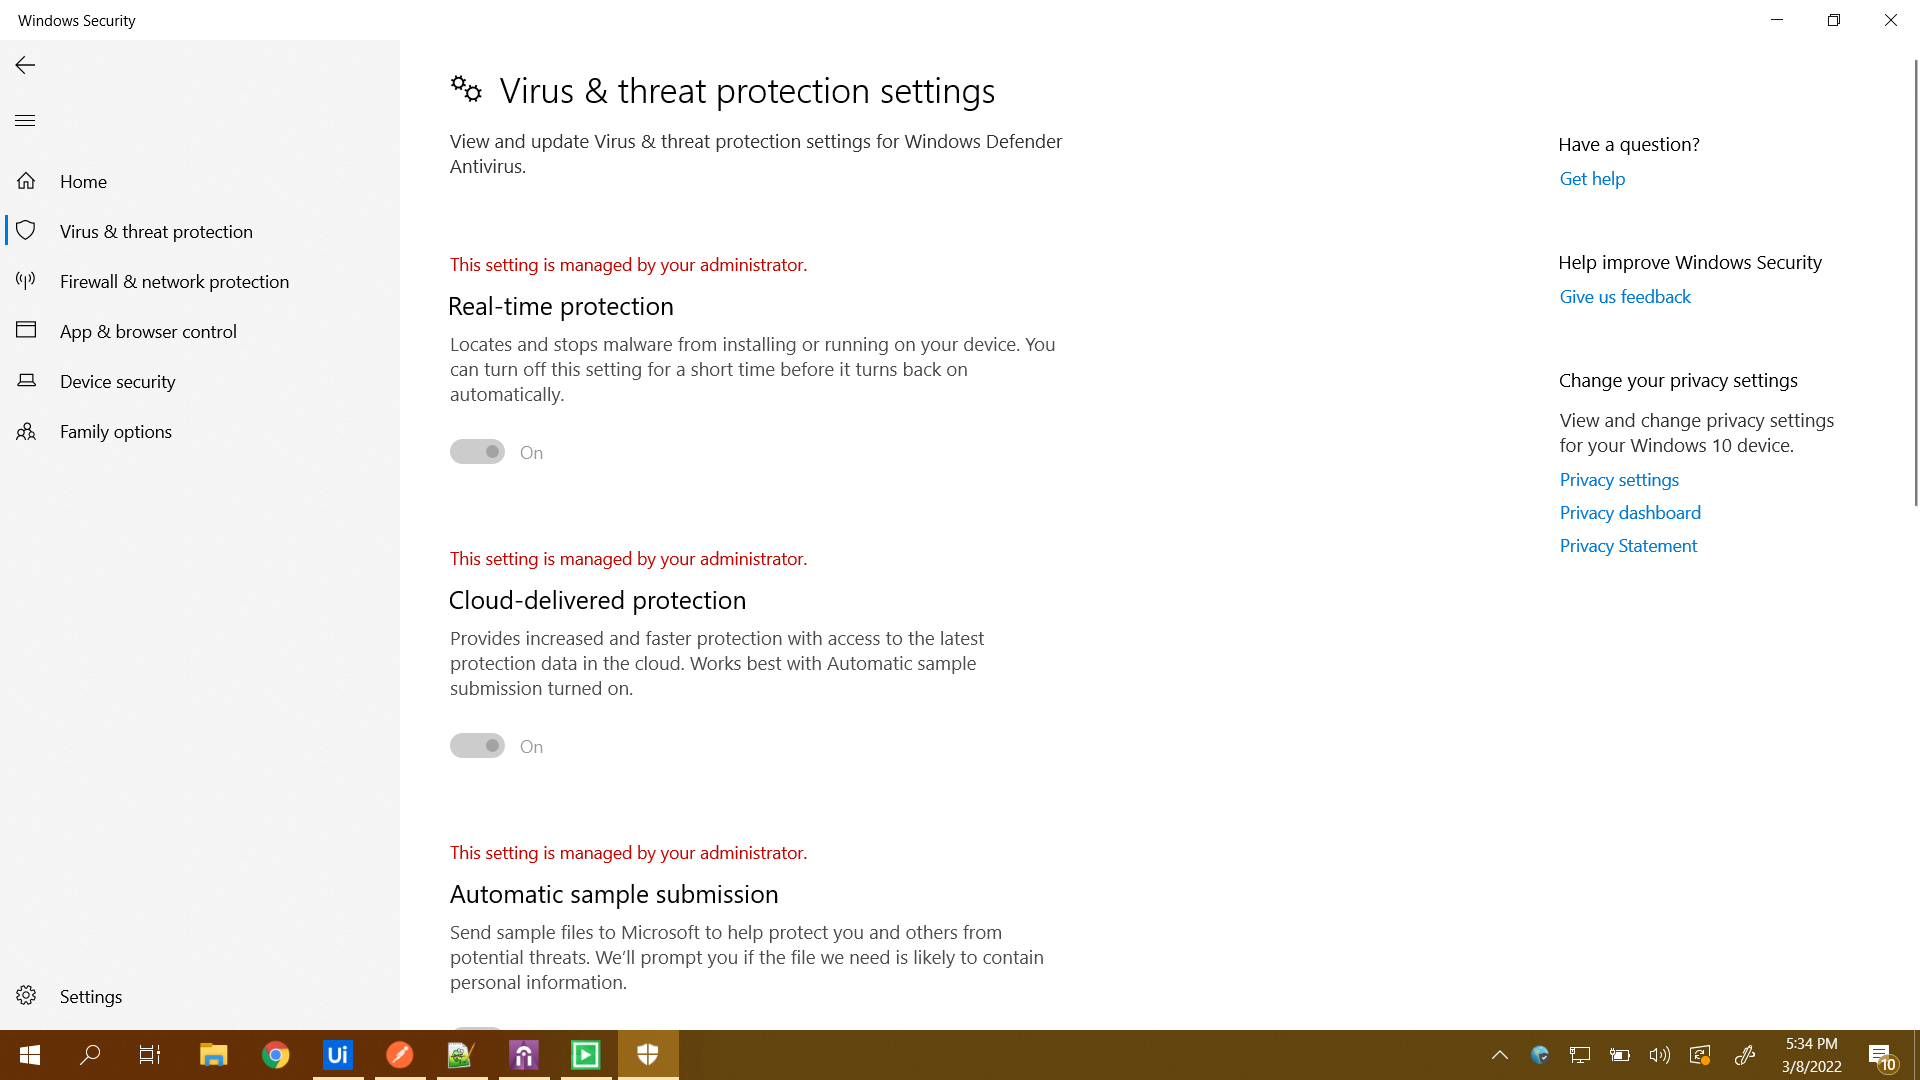 Windows Security
Home
Virus & threat protection
Firewall & network protection
App & browser control
Device security
Family options
Settings
Virus & threat protection settings
View and update Virus & threat protection settings for Windows Defender
Antivirus.
This setting is managed by your administrator.
Real-time protection
Locates and stops malware from installing or running on your device. You
can turn off this setting for a short time before it turns back on
automatically.
On
This setting is managed by your administrator.
Cloud-delivered protection
Provides increased and faster protection with access to the latest
protection data in the cloud. Works best with Automatic sample
submission turned on.
On
This setting is managed by your administrator.
Automatic sample submission
Send sample files to Microsoft to help protect you and others from
potential threats. We’ll prompt you if the file we need is likely to contain
personal information.
Have a question?
Get help
Help improve Windows Security
Give us feedback
Change your privacy settings
View and change privacy settings
for your Windows 10 device.
Privacy settings
Privacy dashboard
Privacy Statement
Ui
5:34 PM
3/8/2022
10